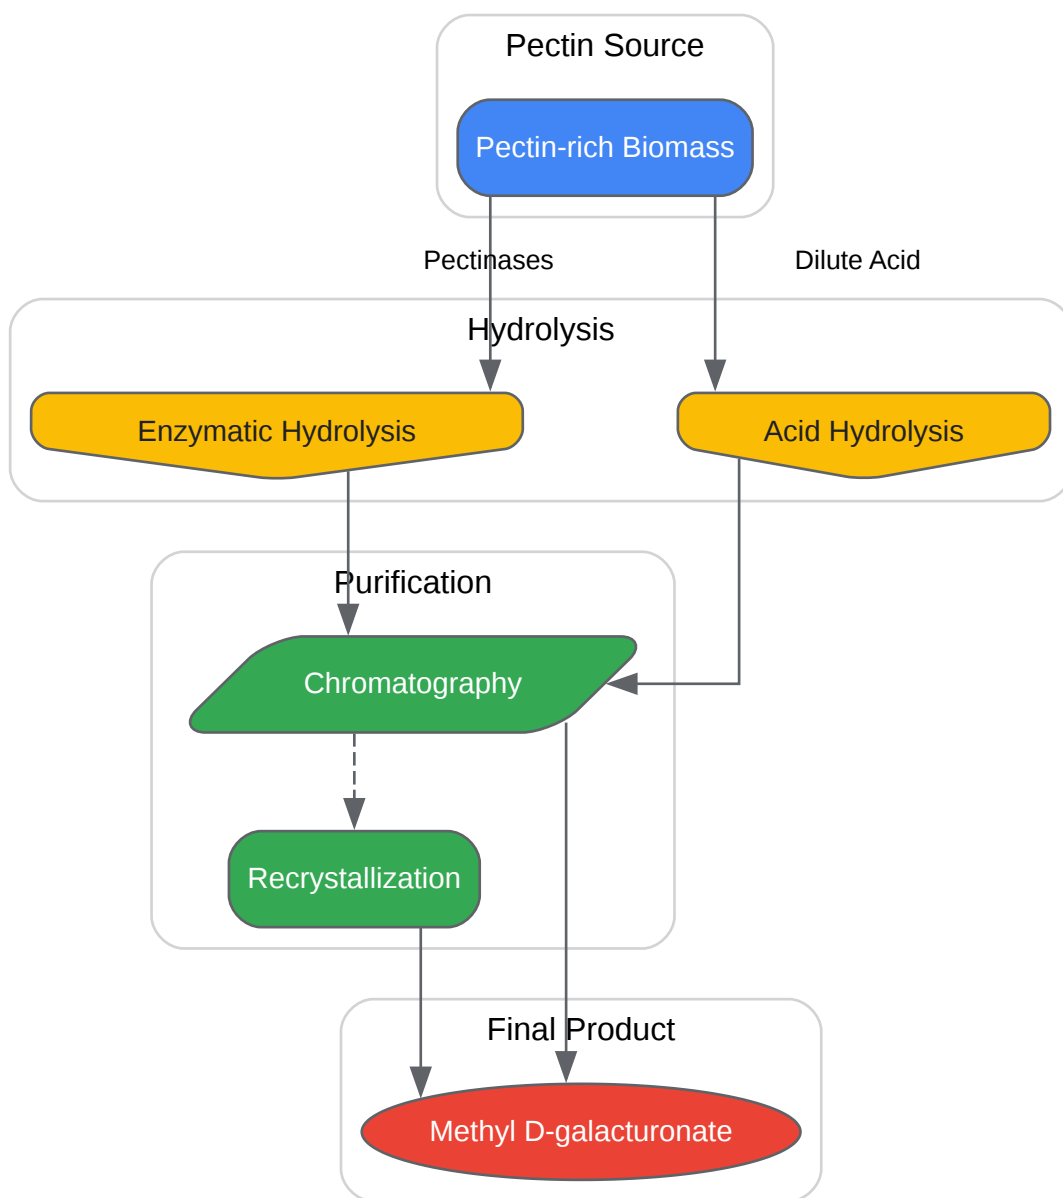 Pectin Source
Pectin-rich Biomass
Pectinases
Dilute Acid
Hydrolysis
Enzymatic Hydrolysis
Acid Hydrolysis
Purification
Chromatography
Recrystallization
Final Product
Methyl D-galacturonate